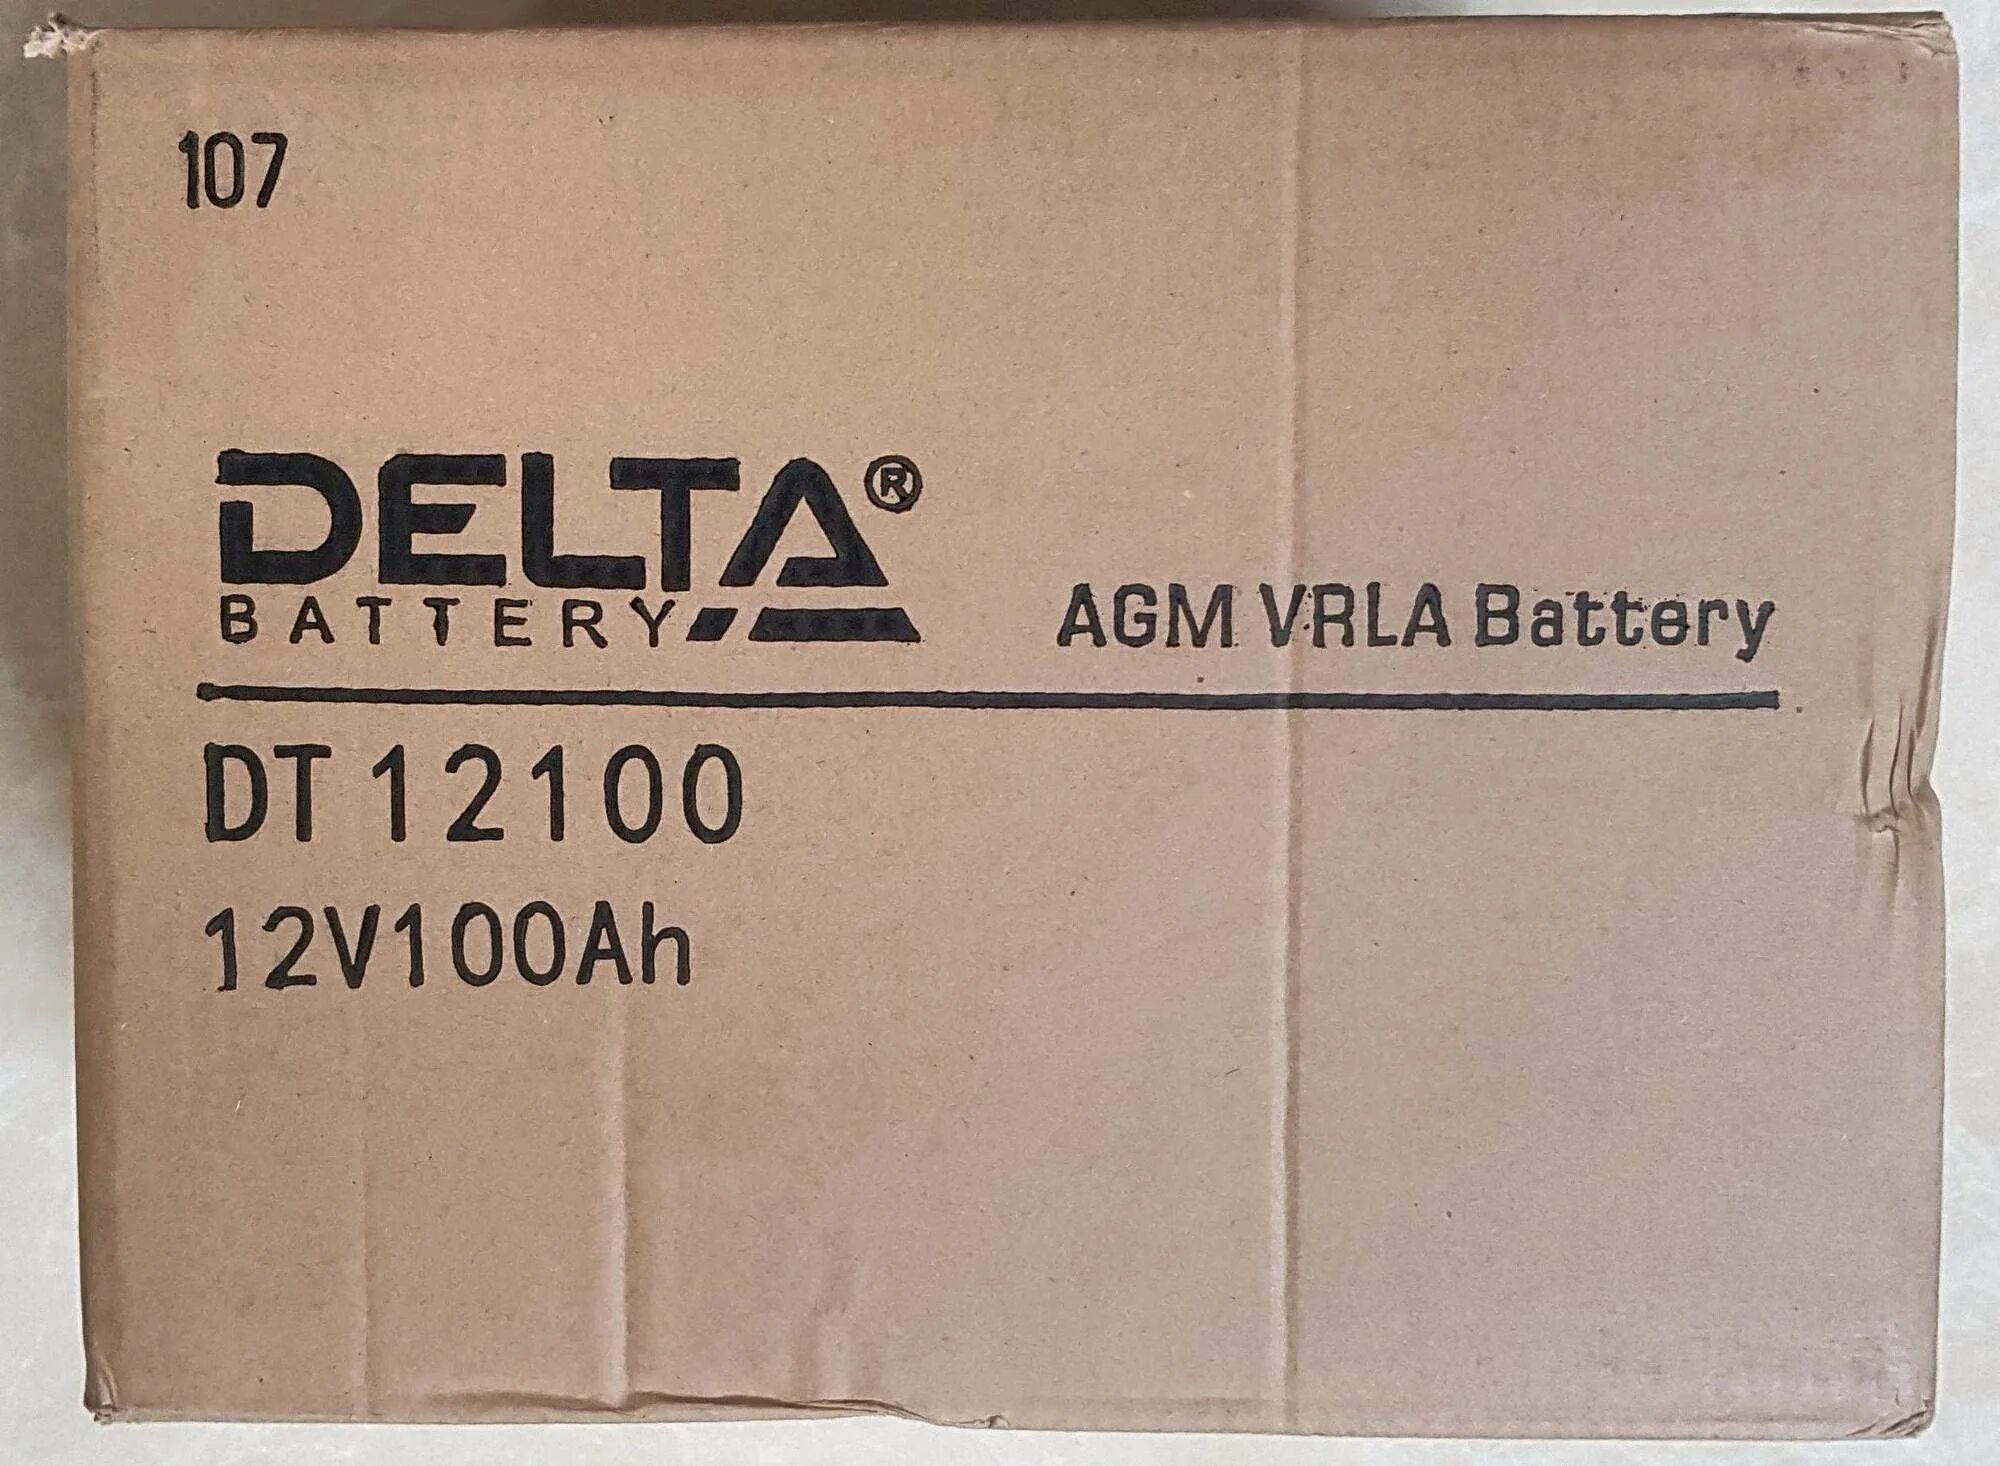 107
DELTA®
BATTERY
AGM VRLA Battery
DT 12100
12V100Ah